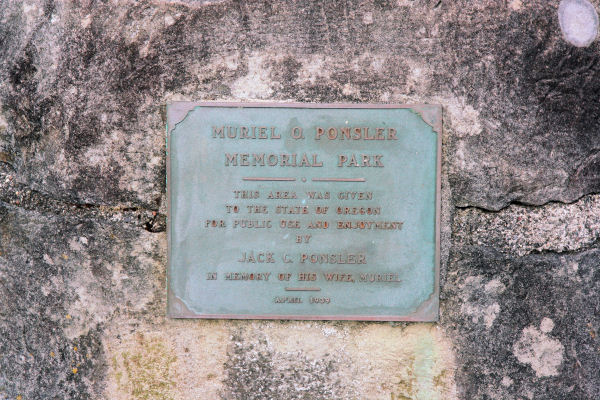 MURIEL O. PONSLER
MEMORIAL PARK
THIS AREA WAS GIVEN
TO THE STATE OF OREGON
FOR PUBLIC USE AND ENJOYMENT
BY
JACK C. PONSLER
IN MEMORY OF HIS WIFE, MURIEL
APRIL 1939